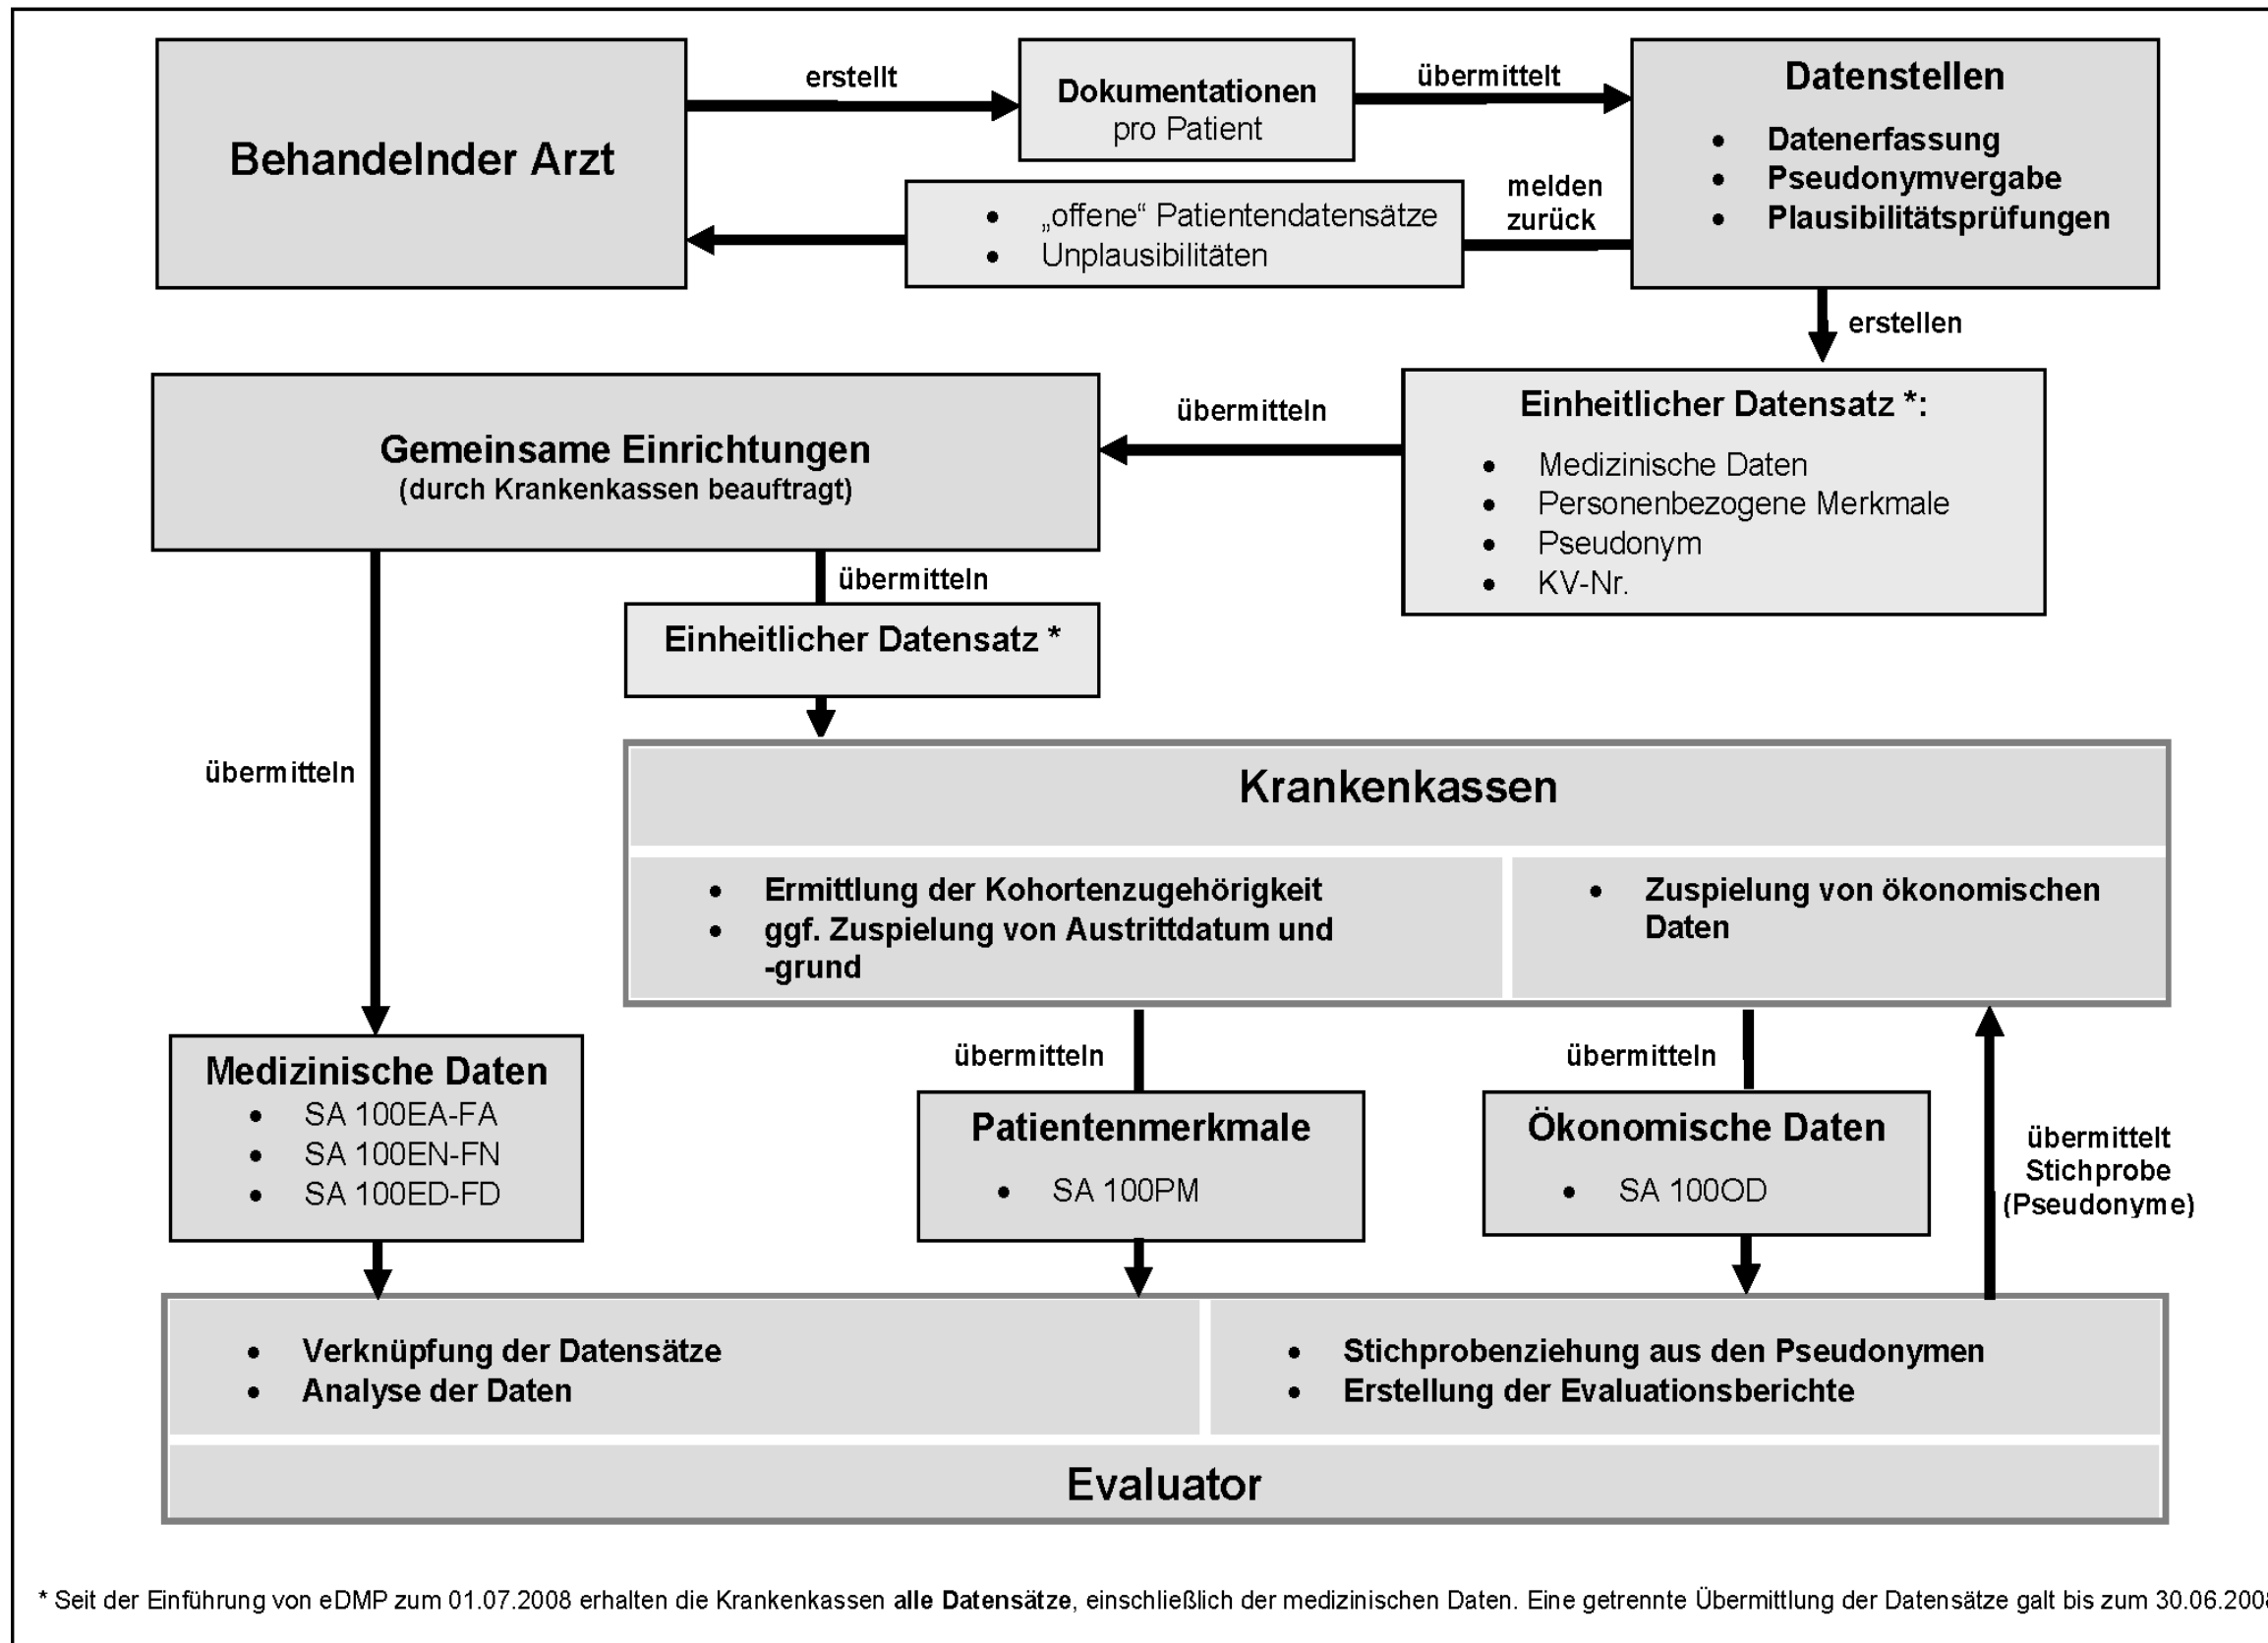 Behandelnder Arzt
erstellt
Dokumentationen
pro Patient
übermittelt
Datenstellen
• Datenerfassung
• Pseudonymvergabe
• Plausibilitätsprüfungen
melden
zurück
• „offene“ Patientendatensätze
• Unplausibilitäten
erstellen
Einheitlicher Datensatz *:
• Medizinische Daten
• Personenbezogene Merkmale
• Pseudonym
• KV-Nr.
übermitteln
Gemeinsame Einrichtungen
(durch Krankenkassen beauftragt)
übermitteln
Einheitlicher Datensatz *
übermitteln
Krankenkassen
• Ermittlung der Kohortenzugehörigkeit
• ggf. Zuspielung von Austrittdatum und
-grund
• Zuspielung von ökonomischen
Daten
Medizinische Daten
• SA 100EA-FA
• SA 100EN-FN
• SA 100ED-FD
übermitteln
Patientenmerkmale
• SA 100PM
übermitteln
Ökonomische Daten
• SA 100OD
übermittelt
Stichprobe
(Pseudonyme)
• Verknüpfung der Datensätze
• Analyse der Daten
• Stichprobenziehung aus den Pseudonymen
• Erstellung der Evaluationsberichte
Evaluator
* Seit der Einführung von eDMP zum 01.07.2008 erhalten die Krankenkassen alle Datensätze, einschließlich der medizinischen Daten. Eine getrennte Übermittlung der Datensätze galt bis zum 30.06.2008